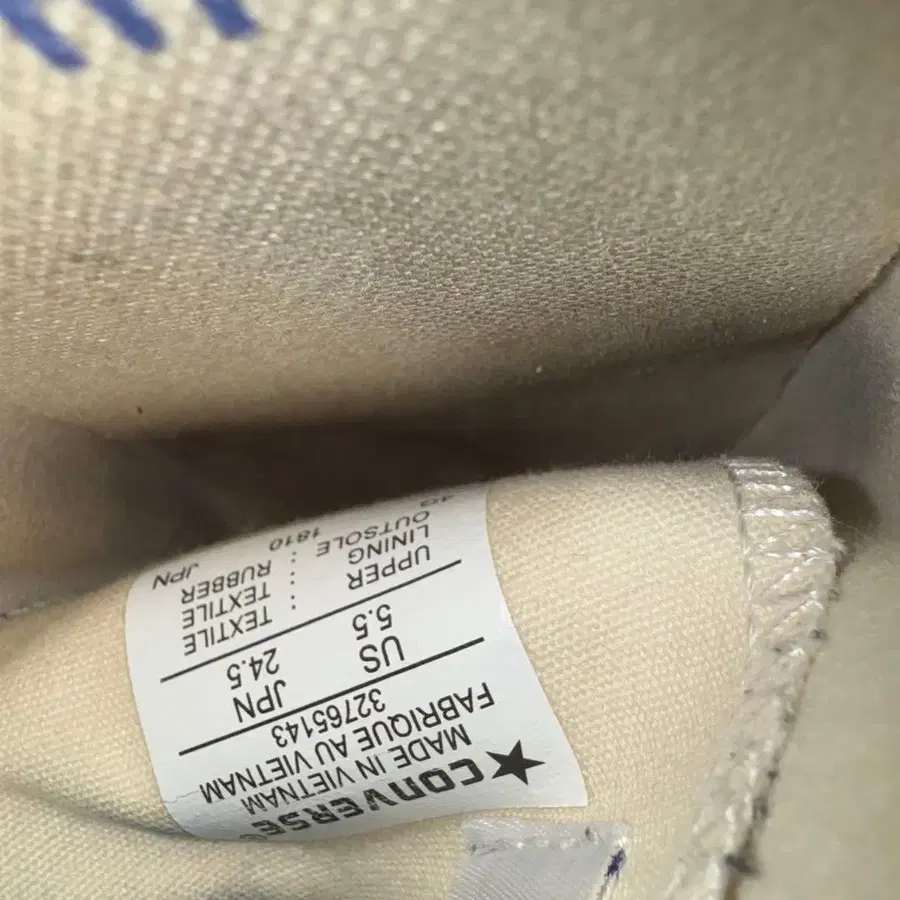 ★CONVERSE®
MADE IN VIETNAM
FABRIQUE AU VIETNAM
32765143
US JPN
5.5 24.5
UPPER : TEXTILE
LINING : TEXTILE
OUTSOLE : RUBBER
1810 JPN